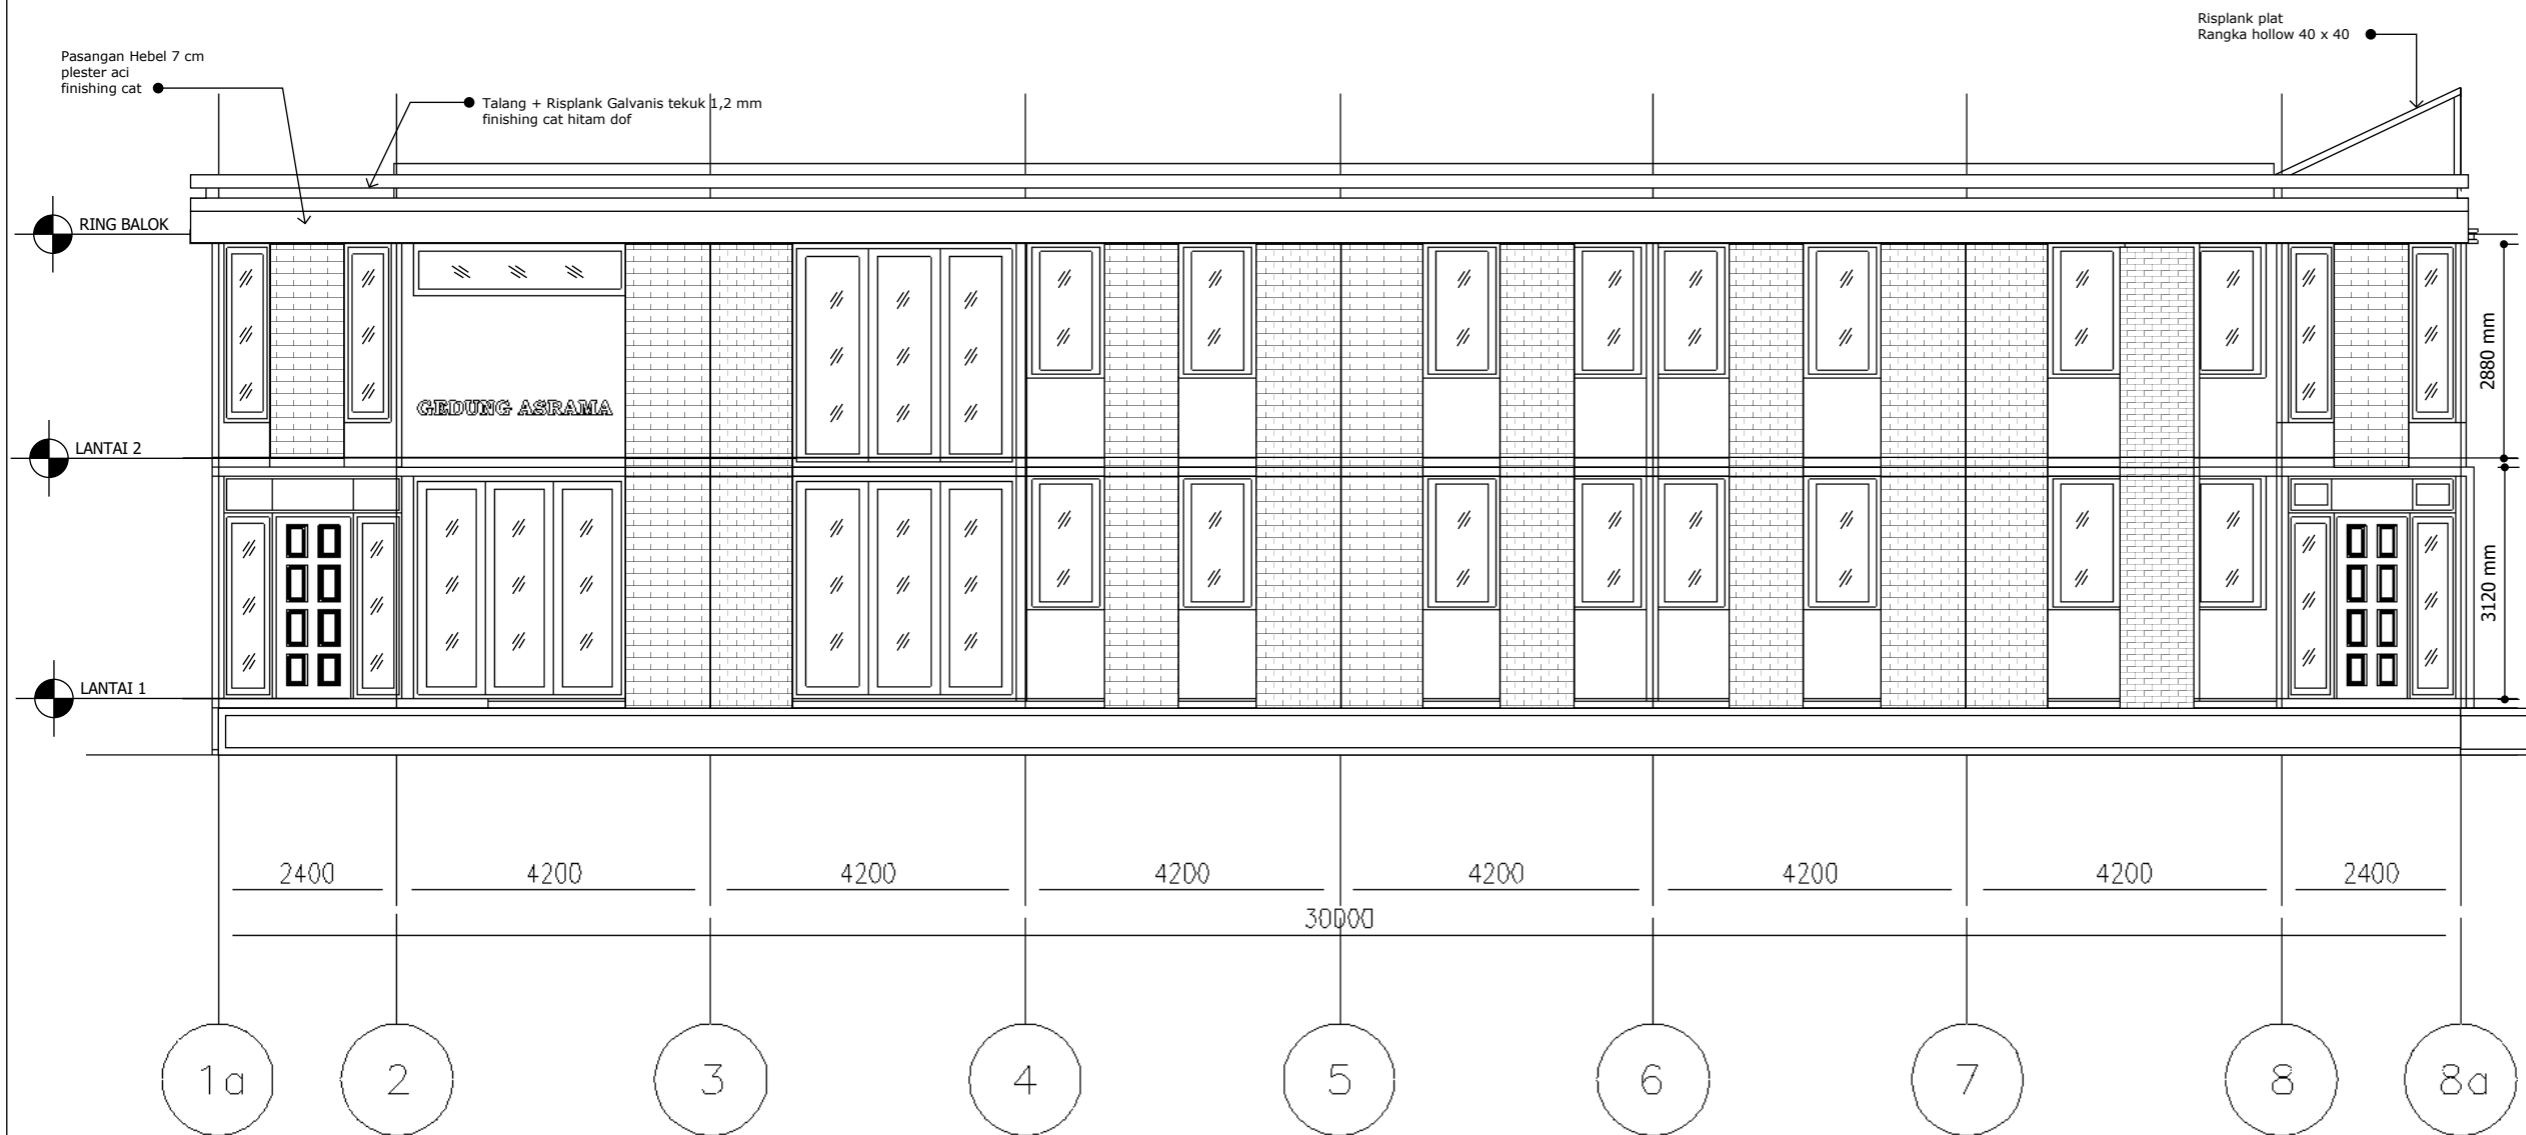 Risplank plat
Rangka hollow 40 x 40
Pasangan Hebel 7 cm
plester aci
finishing cat
Talang + Risplank Galvanis tekuk 1,2 mm
finishing cat hitam dof
RING BALOK
2880 mm
GEDUNG ASRAMA
LANTAI 2
3120 mm
LANTAI 1
2400 4200 4200 4200 4200 4200 4200 2400
30000
1a 2 3 4 5 6 7 8 8a